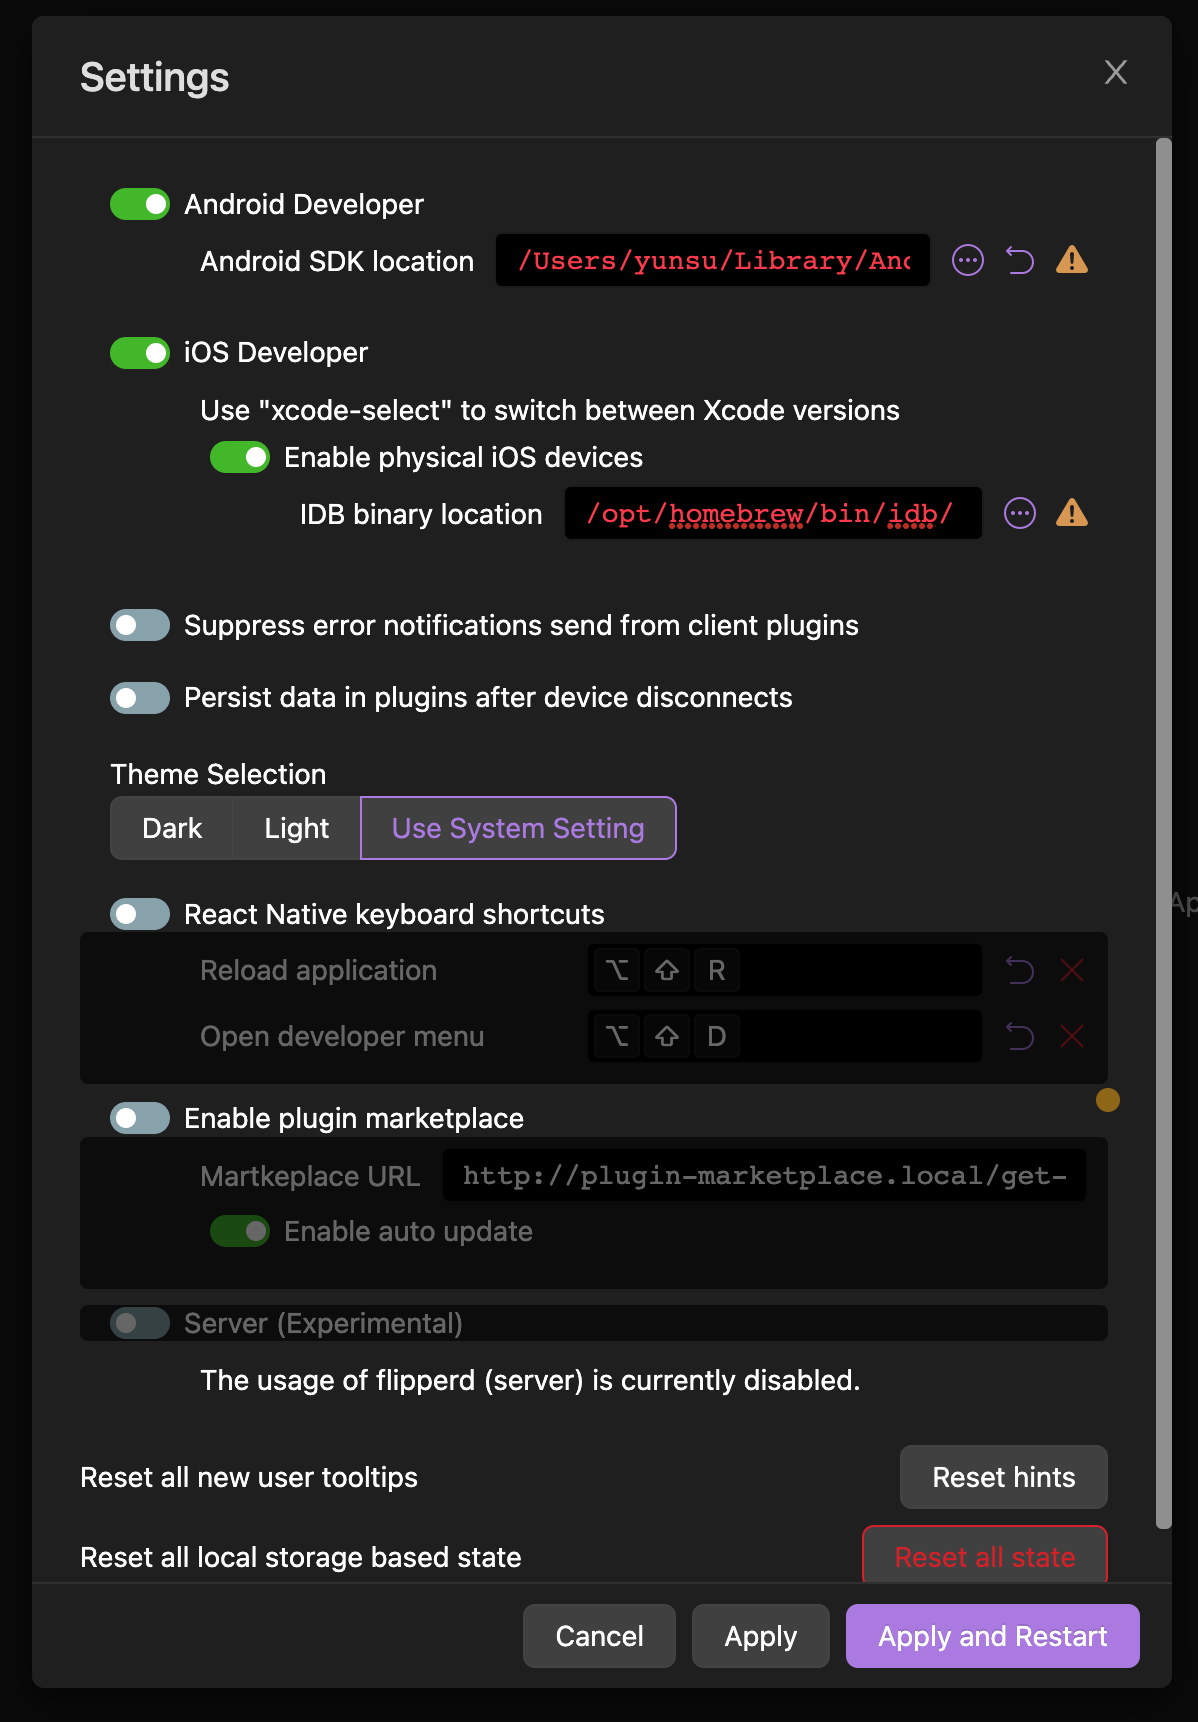 Settings
Android Developer
Android SDK location /Users/yunsu/Library/And
iOS Developer
Use "xcode-select" to switch between Xcode versions
Enable physical iOS devices
IDB binary location /opt/homebrew/bin/idb/
Suppress error notifications send from client plugins
Persist data in plugins after device disconnects
Theme Selection
Dark Light Use System Setting
React Native keyboard shortcuts
Ap
Reload application ⌥ ⇧ R
Open developer menu ⌥ ⇧ D
Enable plugin marketplace
Martkeplace URL http://plugin-marketplace.local/get-
Enable auto update
Server (Experimental)
The usage of flipperd (server) is currently disabled.
Reset all new user tooltips Reset hints
Reset all local storage based state Reset all state
Cancel Apply Apply and Restart